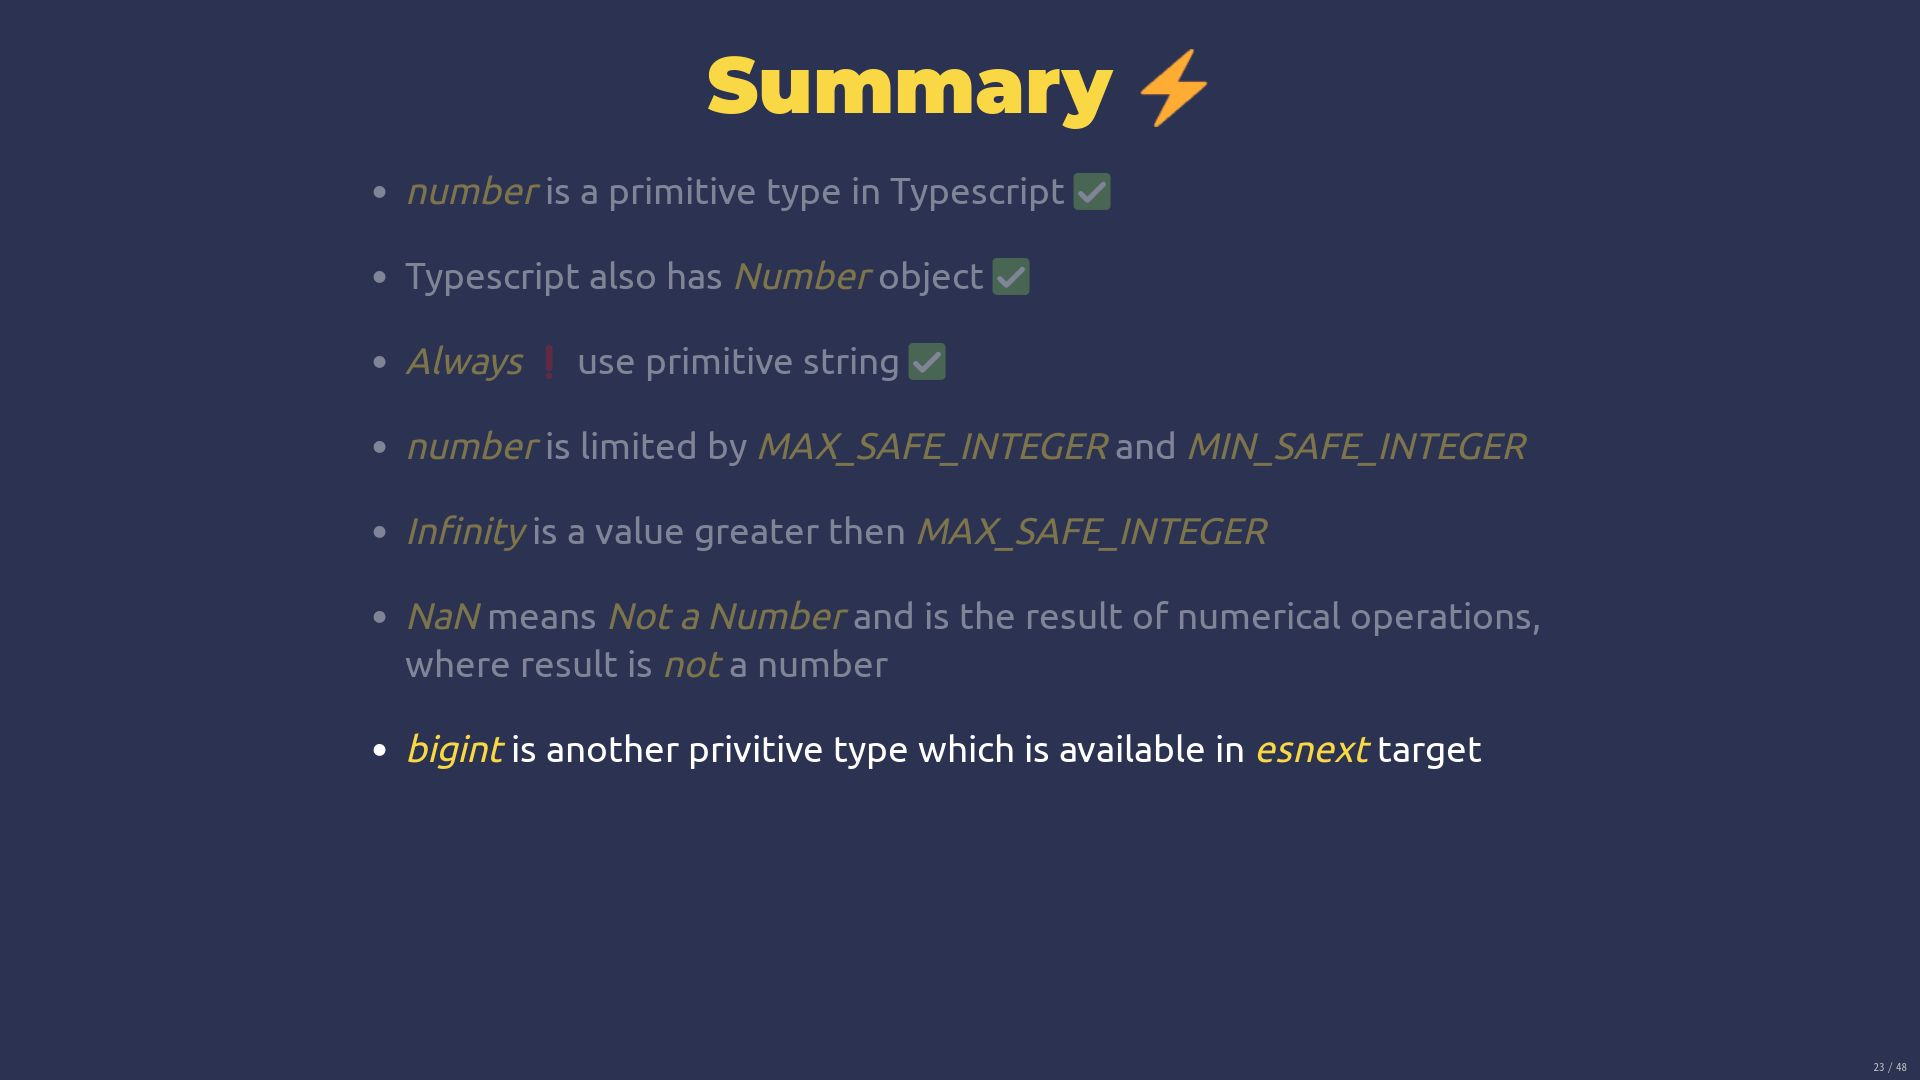 Summary ⚡
• number is a primitive type in Typescript ✅
• Typescript also has Number object ✅
• Always ❗ use primitive string ✅
• number is limited by MAX_SAFE_INTEGER and MIN_SAFE_INTEGER
• Infinity is a value greater then MAX_SAFE_INTEGER
• NaN means Not a Number and is the result of numerical operations,
where result is not a number
• bigint is another privitive type which is available in esnext target
23 / 48